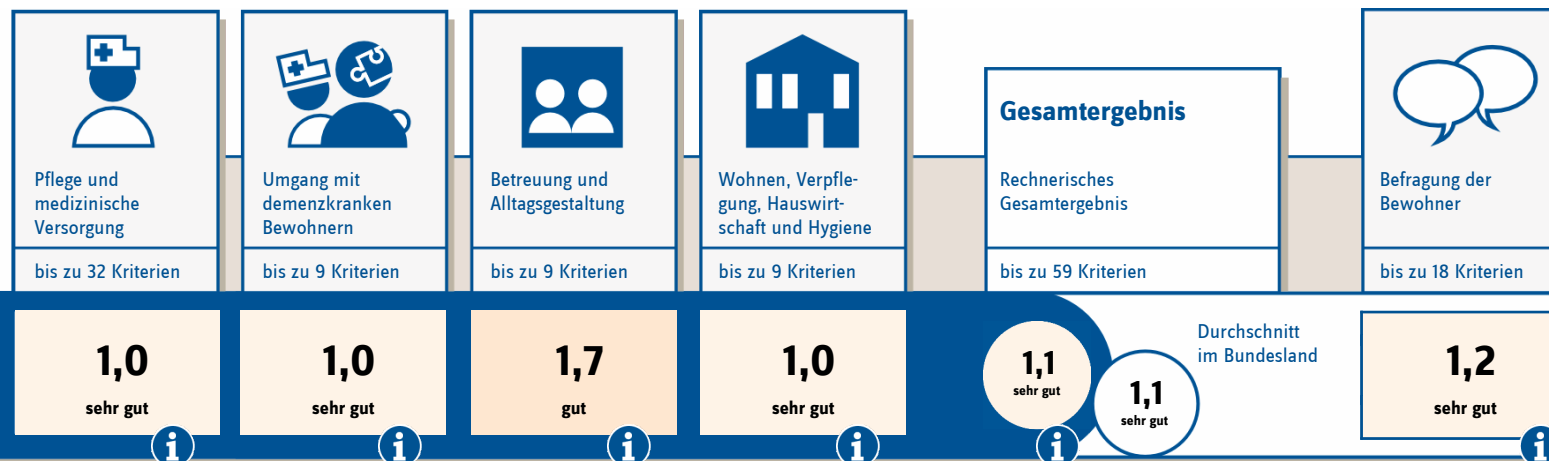 Pflege und
medizinische
Versorgung
bis zu 32 Kriterien
1,0
sehr gut
i
Umgang mit
demenzkranken
Bewohnern
bis zu 9 Kriterien
1,0
sehr gut
i
Betreuung und
Alltagsgestaltung
bis zu 9 Kriterien
1,7
gut
i
Wohnen, Verpfle-
gung, Hauswirt-
schaft und Hygiene
bis zu 9 Kriterien
1,0
sehr gut
i
Gesamtergebnis
Rechnerisches
Gesamtergebnis
bis zu 59 Kriterien
1,1
sehr gut
i
Durchschnitt
im Bundesland
1,1
sehr gut
Befragung der
Bewohner
bis zu 18 Kriterien
1,2
sehr gut
i